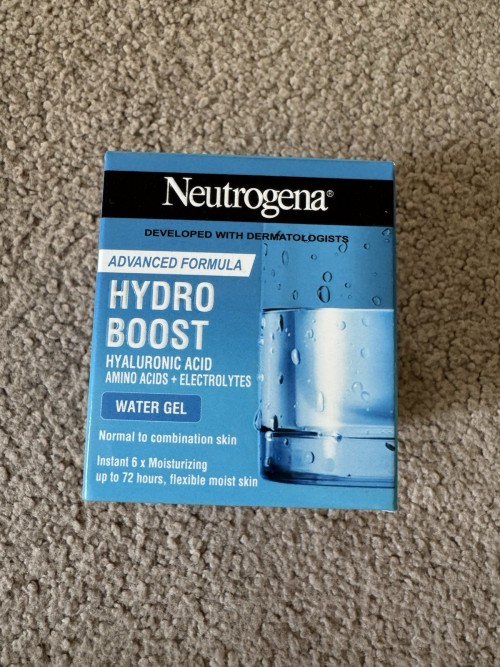 Neutrogena®
DEVELOPED WITH DERMATOLOGISTS
ADVANCED FORMULA
HYDRO
BOOST
HYALURONIC ACID
AMINO ACIDS + ELECTROLYTES
WATER GEL
Normal to combination skin
Instant 6 x Moisturizing
up to 72 hours, flexible moist skin